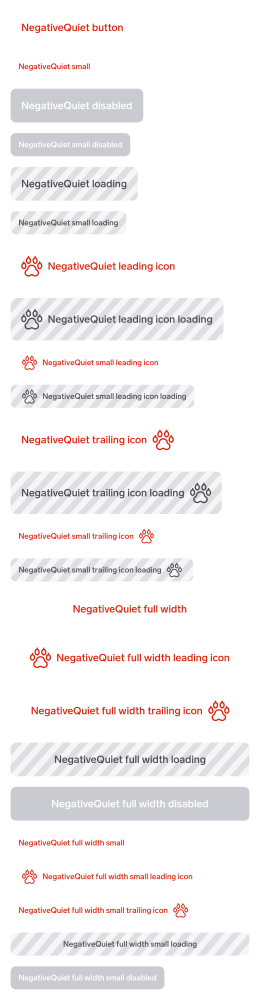 NegativeQuiet button
NegativeQuiet small
NegativeQuiet disabled
NegativeQuiet small disabled
NegativeQuiet loading
NegativeQuiet small loading
NegativeQuiet leading icon
NegativeQuiet leading icon loading
NegativeQuiet small leading icon
NegativeQuiet small leading icon loading
NegativeQuiet trailing icon
NegativeQuiet trailing icon loading
NegativeQuiet small trailing icon
NegativeQuiet small trailing icon loading
NegativeQuiet full width
NegativeQuiet full width leading icon
NegativeQuiet full width trailing icon
NegativeQuiet full width loading
NegativeQuiet full width disabled
NegativeQuiet full width small
NegativeQuiet full width small leading icon
NegativeQuiet full width small trailing icon
NegativeQuiet full width small loading
NegativeQuiet full width small disabled